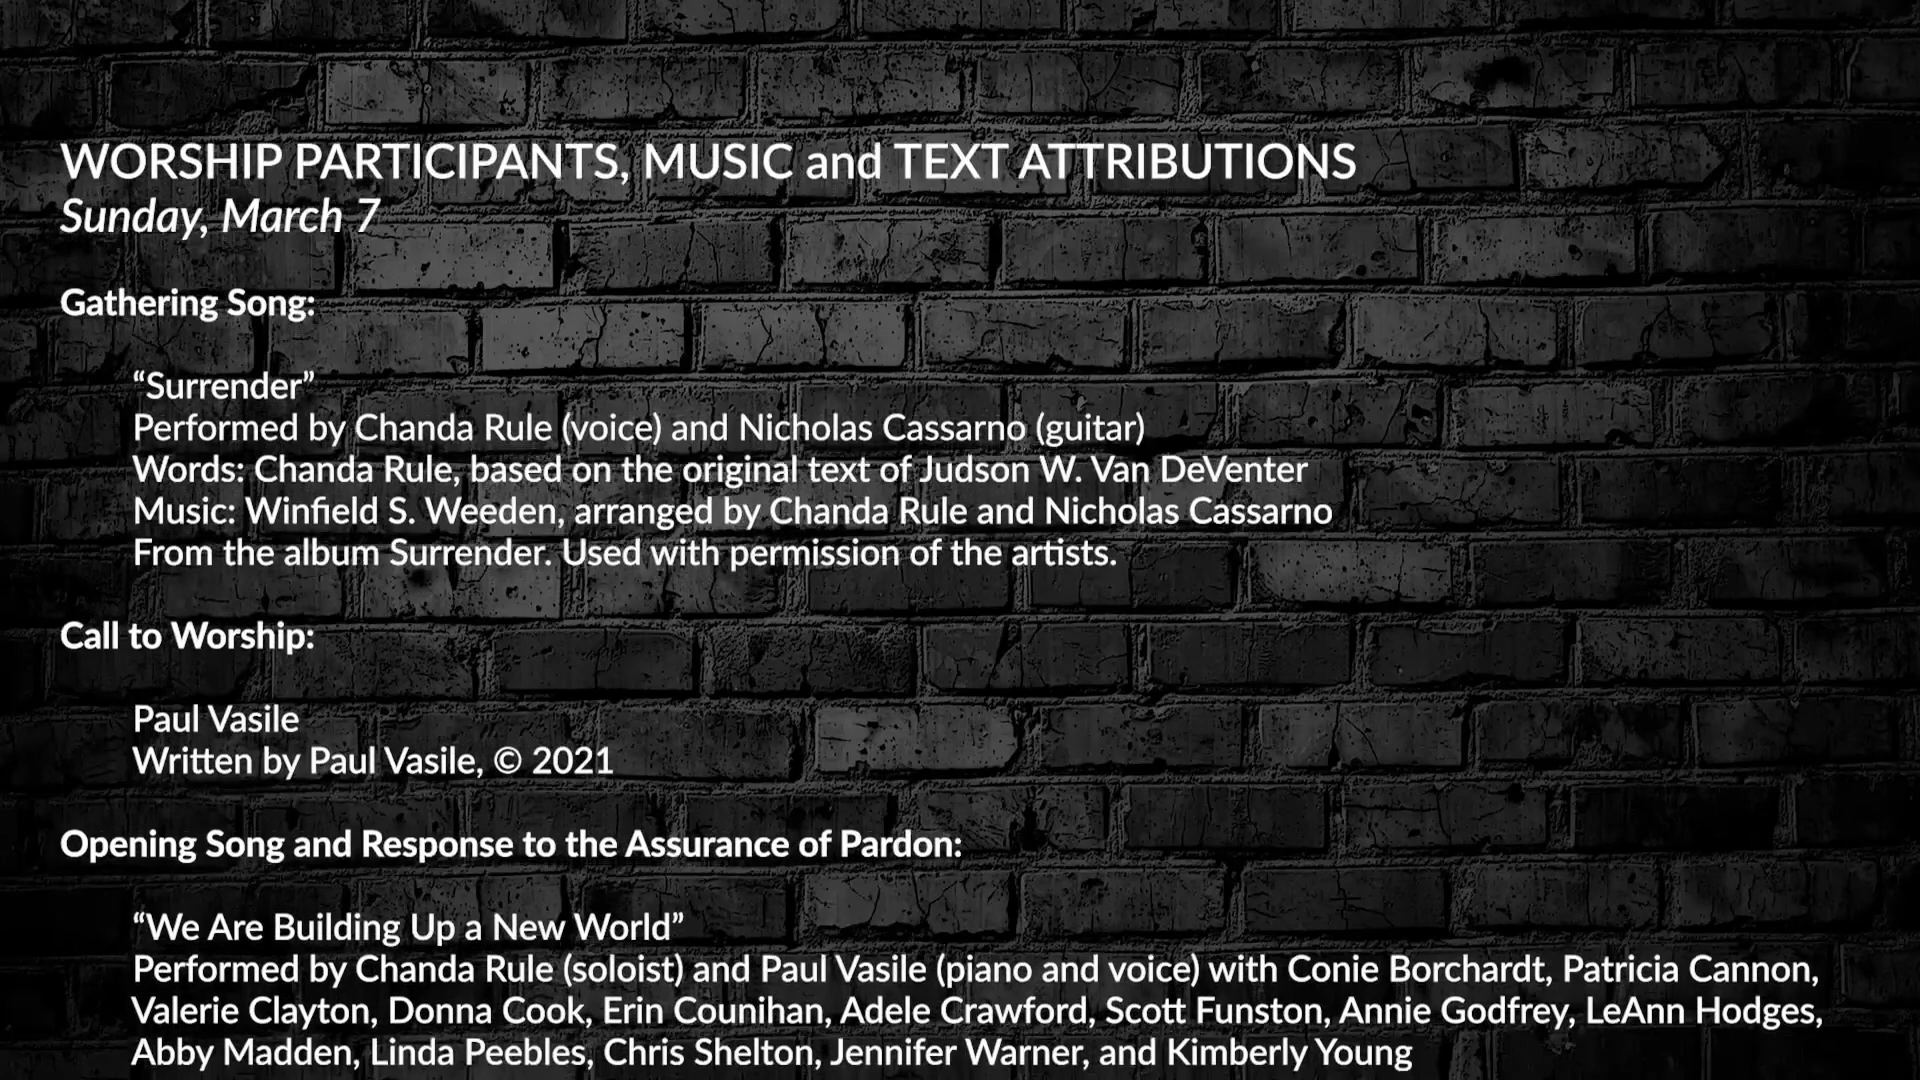 WORSHIP PARTICIPANTS, MUSIC and TEXT ATTRIBUTIONS
Sunday, March 7
Gathering Song:
“Surrender”
Performed by Chanda Rule (voice) and Nicholas Cassarno (guitar)
Words: Chanda Rule, based on the original text of Judson W. Van DeVenter
Music: Winfield S. Weeden, arranged by Chanda Rule and Nicholas Cassarno
From the album Surrender. Used with permission of the artists.
Call to Worship:
Paul Vasile
Written by Paul Vasile, © 2021
Opening Song and Response to the Assurance of Pardon:
“We Are Building Up a New World”
Performed by Chanda Rule (soloist) and Paul Vasile (piano and voice) with Conie Borchardt, Patricia Cannon,
Valerie Clayton, Donna Cook, Erin Counihan, Adele Crawford, Scott Funston, Annie Godfrey, LeAnn Hodges,
Abby Madden, Linda Peebles, Chris Shelton, Jennifer Warner, and Kimberly Young